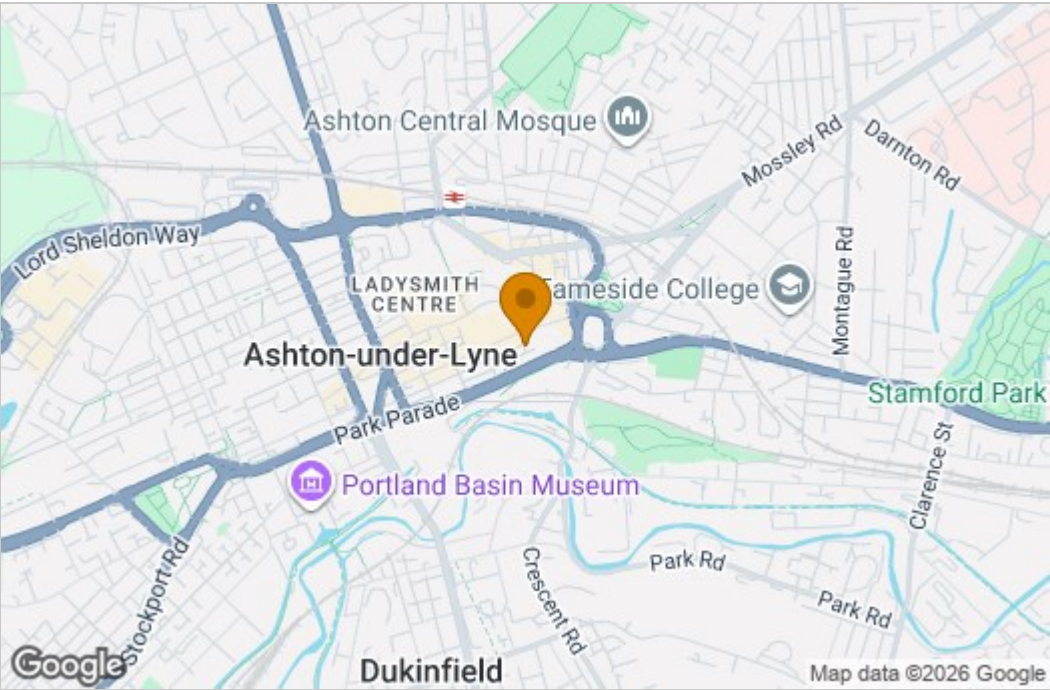 Ashton Central Mosque
Mossley Rd
Darnton Rd
Lord Sheldon Way
Montague Rd
LADYSMITH
CENTRE
Tameside College
Ashton-under-Lyne
Stamford Park
Park Parade
Clarence St
Portland Basin Museum
Stockport Rd
Crescent Rd
Park Rd
Park Rd
Dukinfield
Google
Map data ©2026 Google